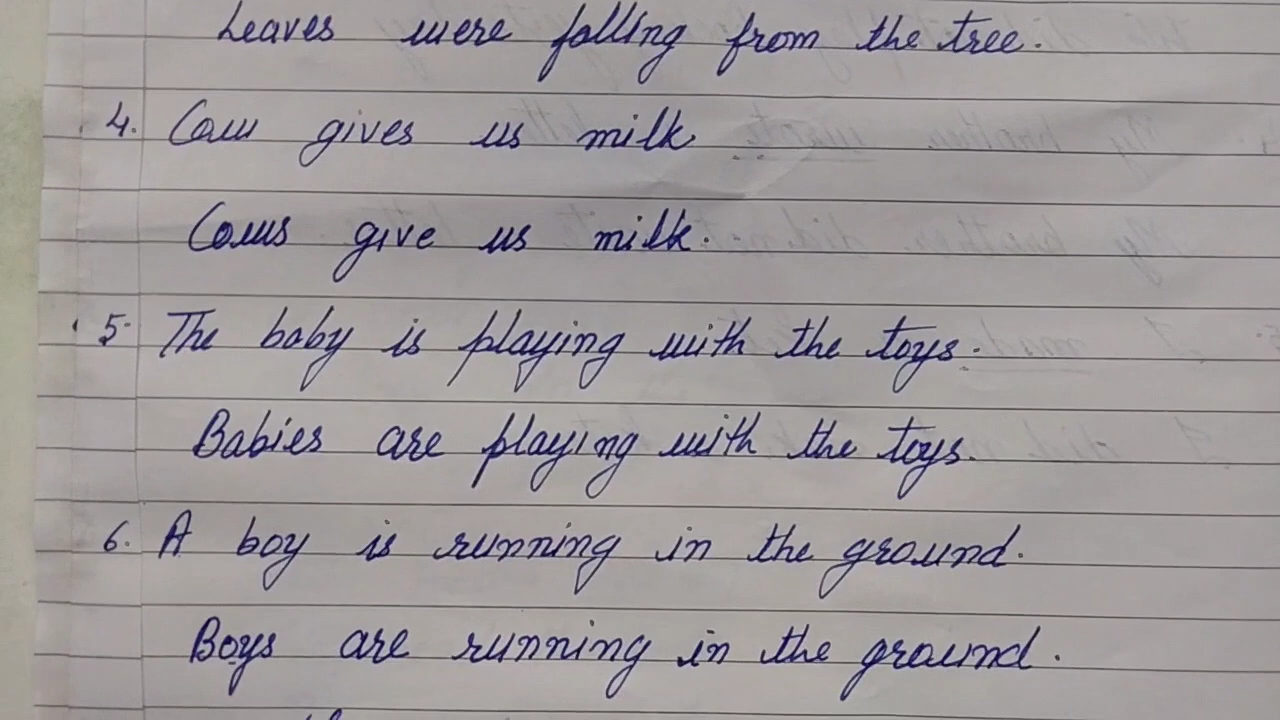 Leaves were falling from the tree.
4. Cow gives us milk
Cows give us milk.
5. The baby is playing with the toys.
Babies are playing with the toys.
6. A boy is running in the ground.
Boys are running in the ground.